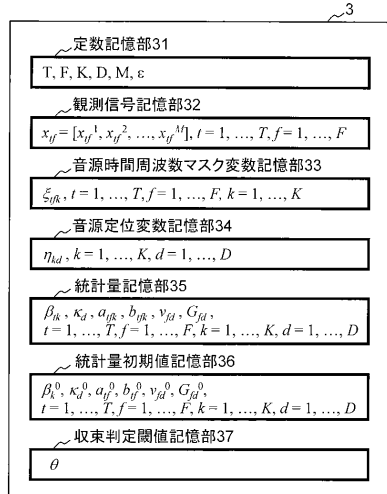 3
定数記憶部31
T, F, K, D, M, ε
観測信号記憶部32
x_tf = [x_tf^1, x_tf^2, …, x_tf^M], t = 1, …, T, f = 1, …, F
音源時間周波数マスク変数記憶部33
ξ_tfk, t = 1, …, T, f = 1, …, F, k = 1, …, K
音源定位変数記憶部34
η_kd, k = 1, …, K, d = 1, …, D
統計量記憶部35
β_tk, κ_d, a_tfk, b_tfk, ν_fd, G_fd,
t = 1, …, T, f = 1, …, F, k = 1, …, K, d = 1, …, D
統計量初期値記憶部36
β_k^0, κ_d^0, a_tf^0, b_tf^0, ν_fd^0, G_fd^0,
t = 1, …, T, f = 1, …, F, k = 1, …, K, d = 1, …, D
収束判定閾値記憶部37
θ